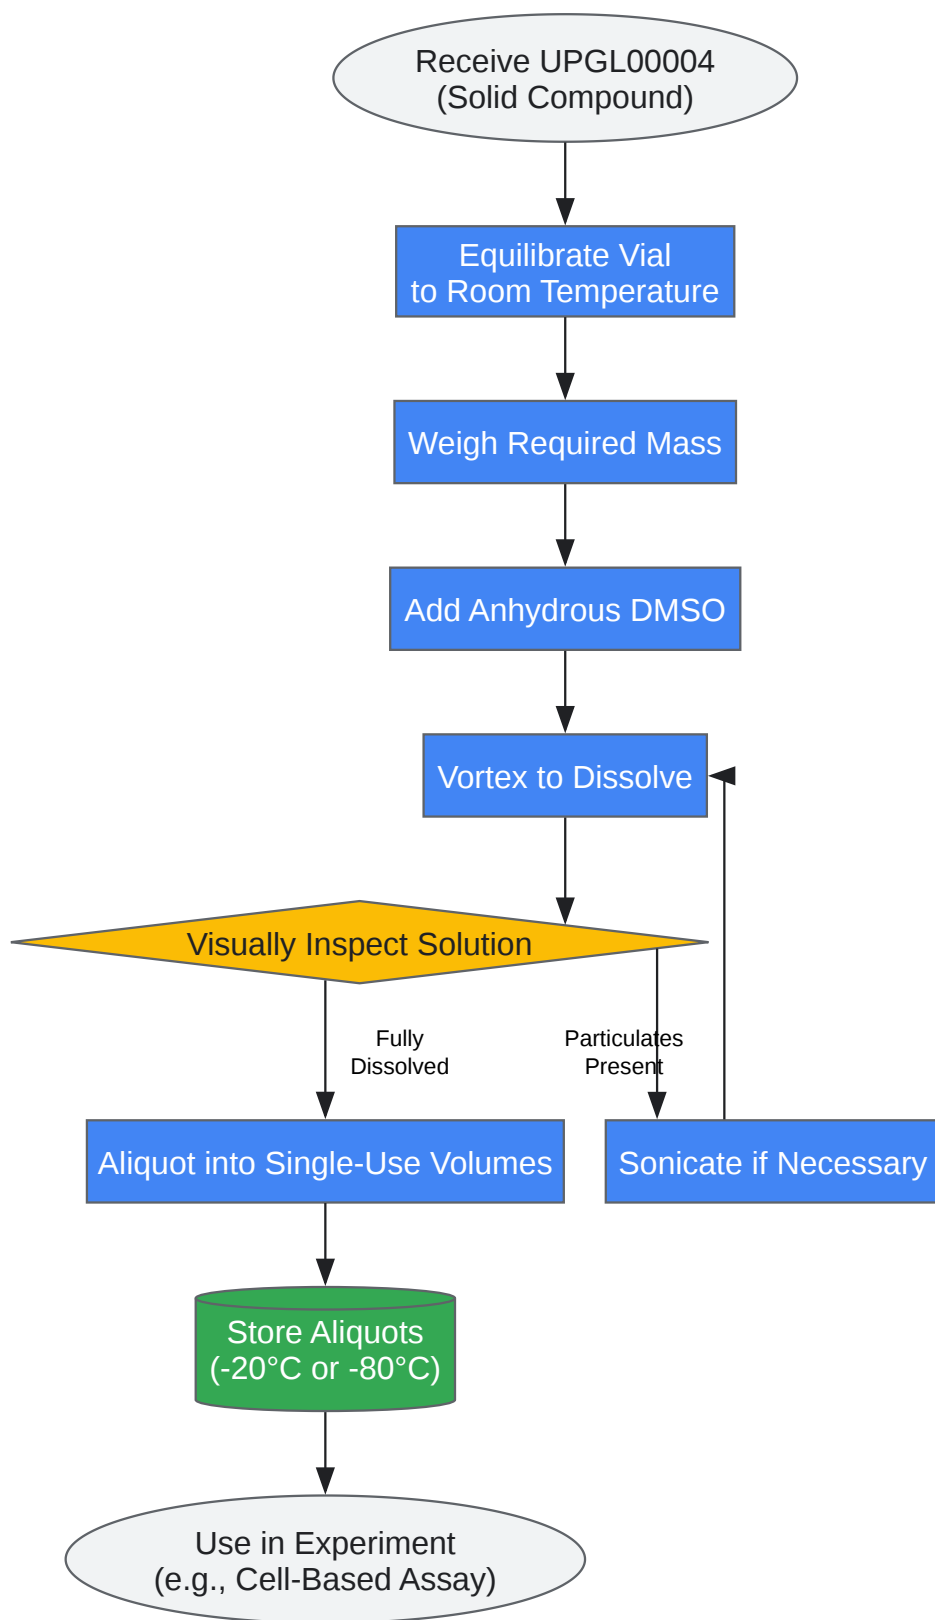 Receive UPGL00004
(Solid Compound)
Equilibrate Vial
to Room Temperature
Weigh Required Mass
Add Anhydrous DMSO
Vortex to Dissolve
Visually Inspect Solution
Fully
Dissolved
Particulates
Present
Aliquot into Single-Use Volumes
Sonicate if Necessary
Store Aliquots
(-20°C or -80°C)
Use in Experiment
(e.g., Cell-Based Assay)